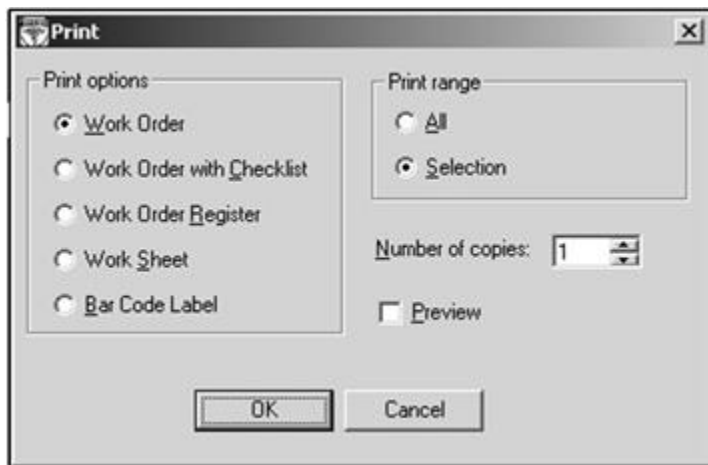 Print
Print options
Work Order
Work Order with Checklist
Work Order Register
Work Sheet
Bar Code Label
Print range
All
Selection
Number of copies: 1
Preview
OK
Cancel